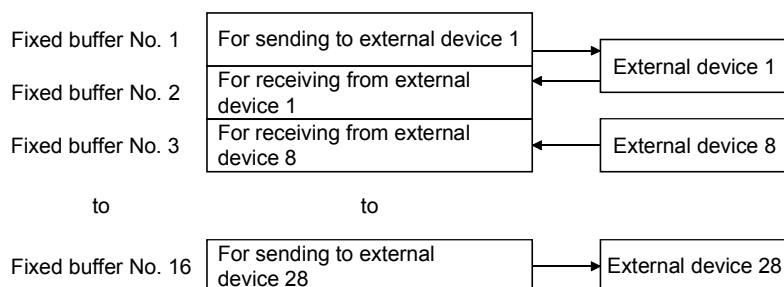 Fixed buffer No. 1
For sending to external device 1
External device 1
Fixed buffer No. 2
For receiving from external
device 1
Fixed buffer No. 3
For receiving from external
device 8
External device 8
to
to
Fixed buffer No. 16
For sending to external
device 28
External device 28